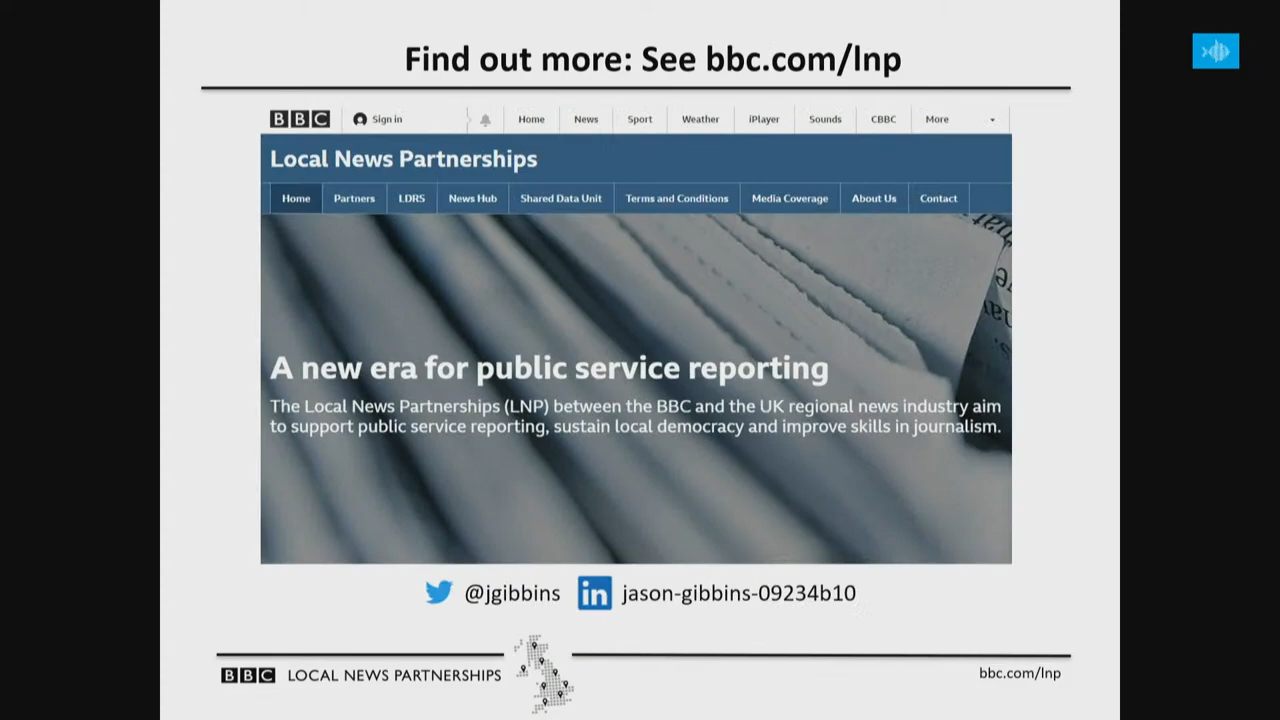 Find out more: See bbc.com/lnp
BBC Sign in Home News Sport Weather iPlayer Sounds CBBC More
Local News Partnerships
Home Partners LDRS News Hub Shared Data Unit Terms and Conditions Media Coverage About Us Contact
A new era for public service reporting
The Local News Partnerships (LNP) between the BBC and the UK regional news industry aim
to support public service reporting, sustain local democracy and improve skills in journalism.
@jgibbins in jason-gibbins-09234b10
BBC LOCAL NEWS PARTNERSHIPS bbc.com/lnp